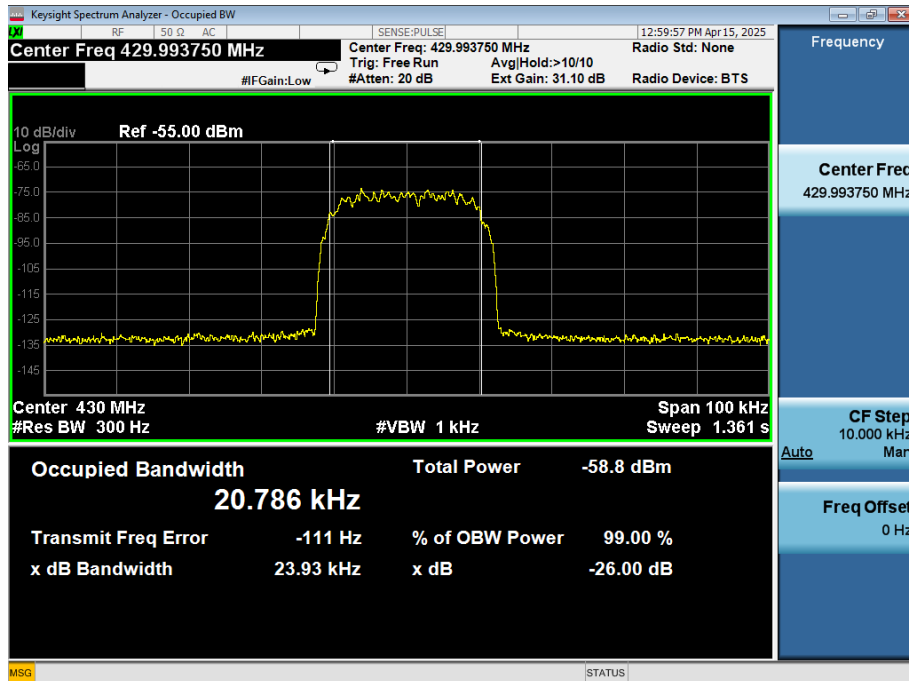 Keysight Spectrum Analyzer - Occupied BW
LXI RF 50 Ω AC SENSE:PULSE 12:59:57 PM Apr 15, 2025
Center Freq 429.993750 MHz
Center Freq: 429.993750 MHz Radio Std: None
Trig: Free Run Avg|Hold:>10/10
#IFGain:Low #Atten: 20 dB Ext Gain: 31.10 dB Radio Device: BTS
10 dB/div Ref -55.00 dBm
Log
-65.0
-75.0
-85.0
-95.0
-105
-115
-125
-135
-145
Center 430 MHz Span 100 kHz
#Res BW 300 Hz #VBW 1 kHz Sweep 1.361 s
Occupied Bandwidth Total Power -58.8 dBm
20.786 kHz
Transmit Freq Error -111 Hz % of OBW Power 99.00 %
x dB Bandwidth 23.93 kHz x dB -26.00 dB
MSG STATUS
Frequency
Center Freq
429.993750 MHz
CF Step
10.000 kHz
Auto Man
Freq Offset
0 Hz